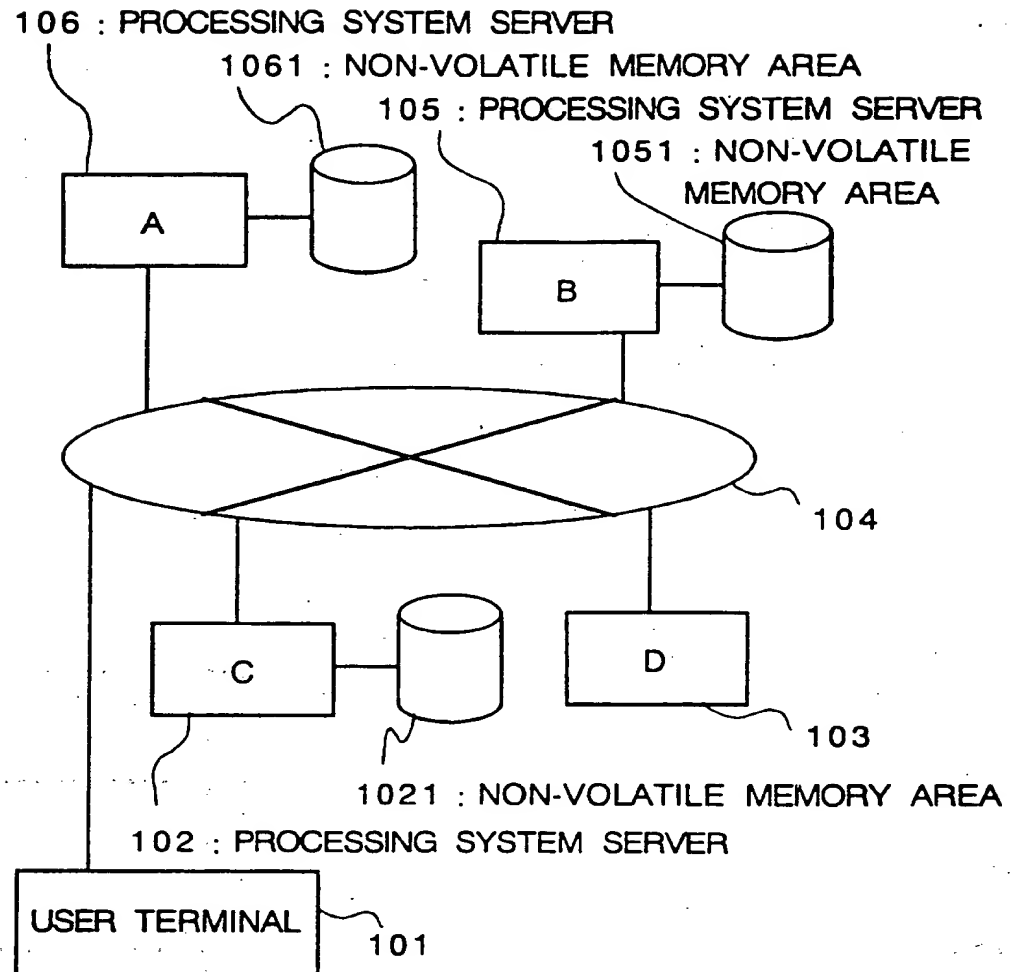 106 : PROCESSING SYSTEM SERVER
1061 : NON-VOLATILE MEMORY AREA
105 : PROCESSING SYSTEM SERVER
1051 : NON-VOLATILE
MEMORY AREA
A
B
104
C
D
103
1021 : NON-VOLATILE MEMORY AREA
102 : PROCESSING SYSTEM SERVER
USER TERMINAL
101